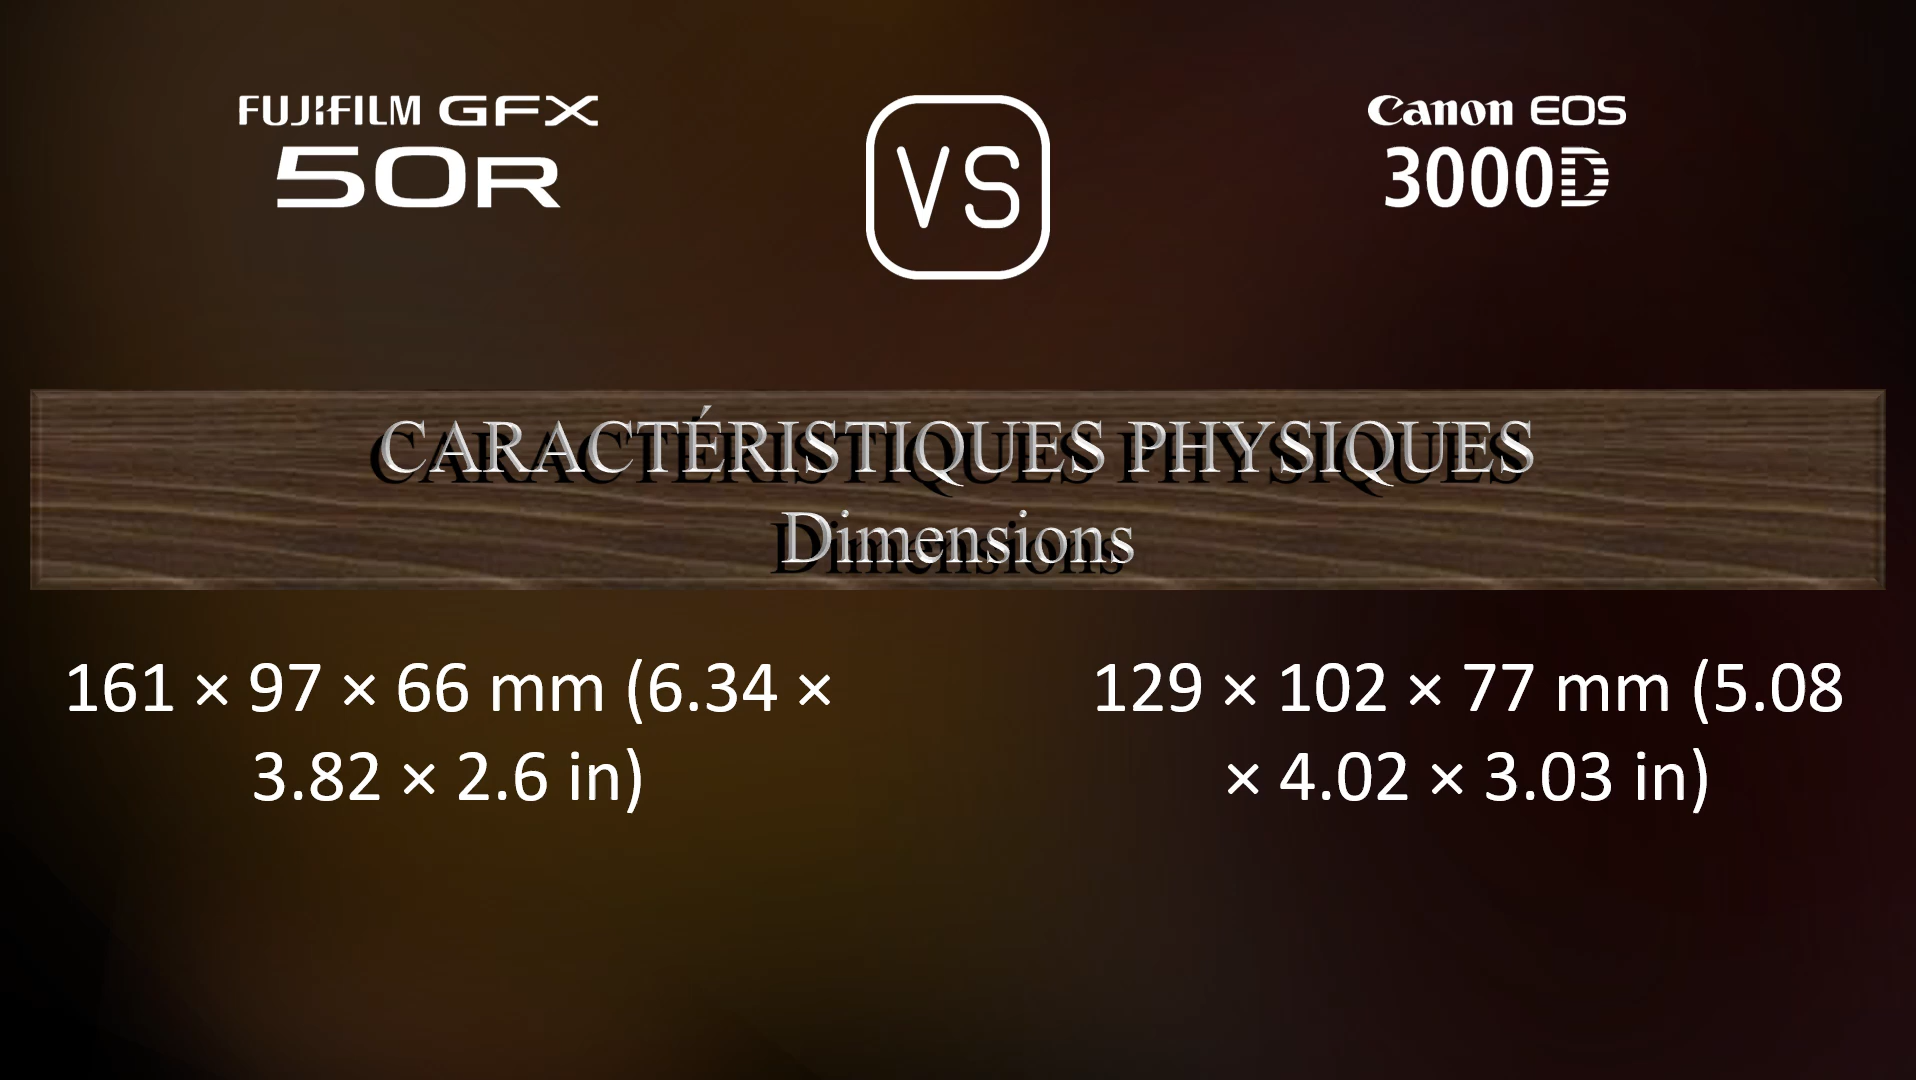 FUJIFILM GFX
50R
VS
Canon EOS
3000D
CARACTÉRISTIQUES PHYSIQUES
Dimensions
161 × 97 × 66 mm (6.34 ×
3.82 × 2.6 in)
129 × 102 × 77 mm (5.08
× 4.02 × 3.03 in)